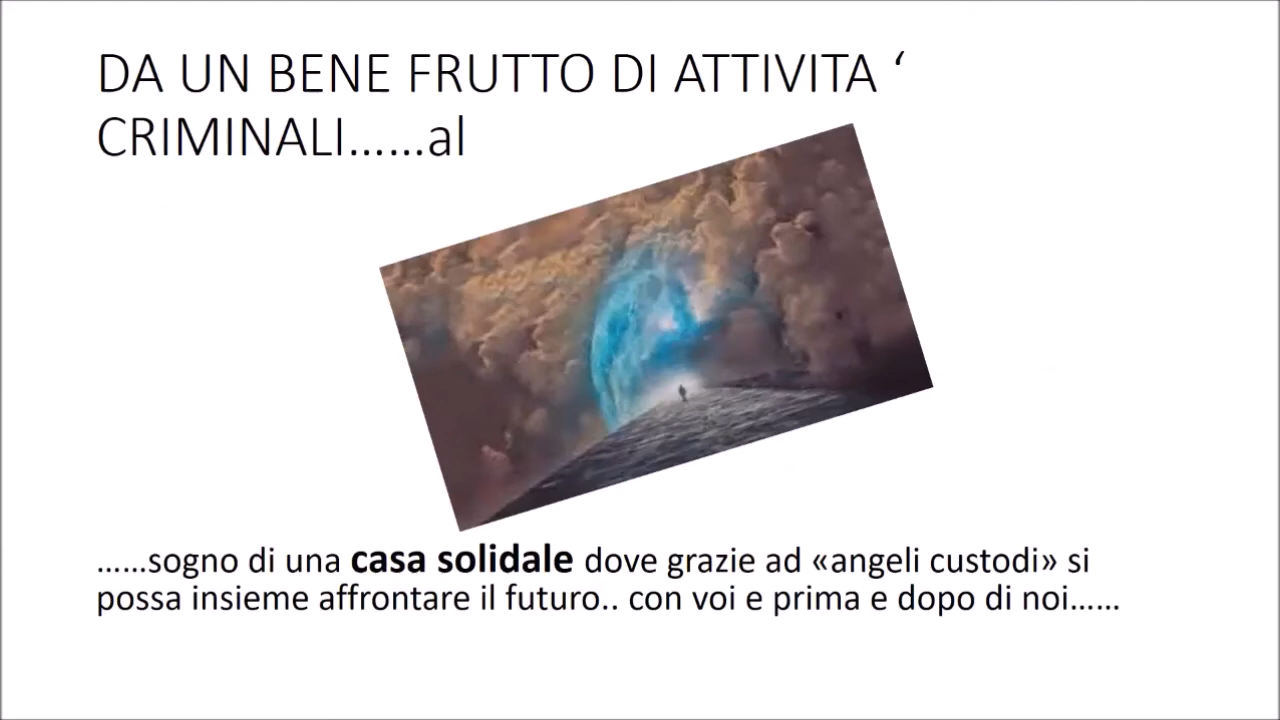 DA UN BENE FRUTTO DI ATTIVITA ‘
CRIMINALI……al
……sogno di una casa solidale dove grazie ad «angeli custodi» si
possa insieme affrontare il futuro.. con voi e prima e dopo di noi……